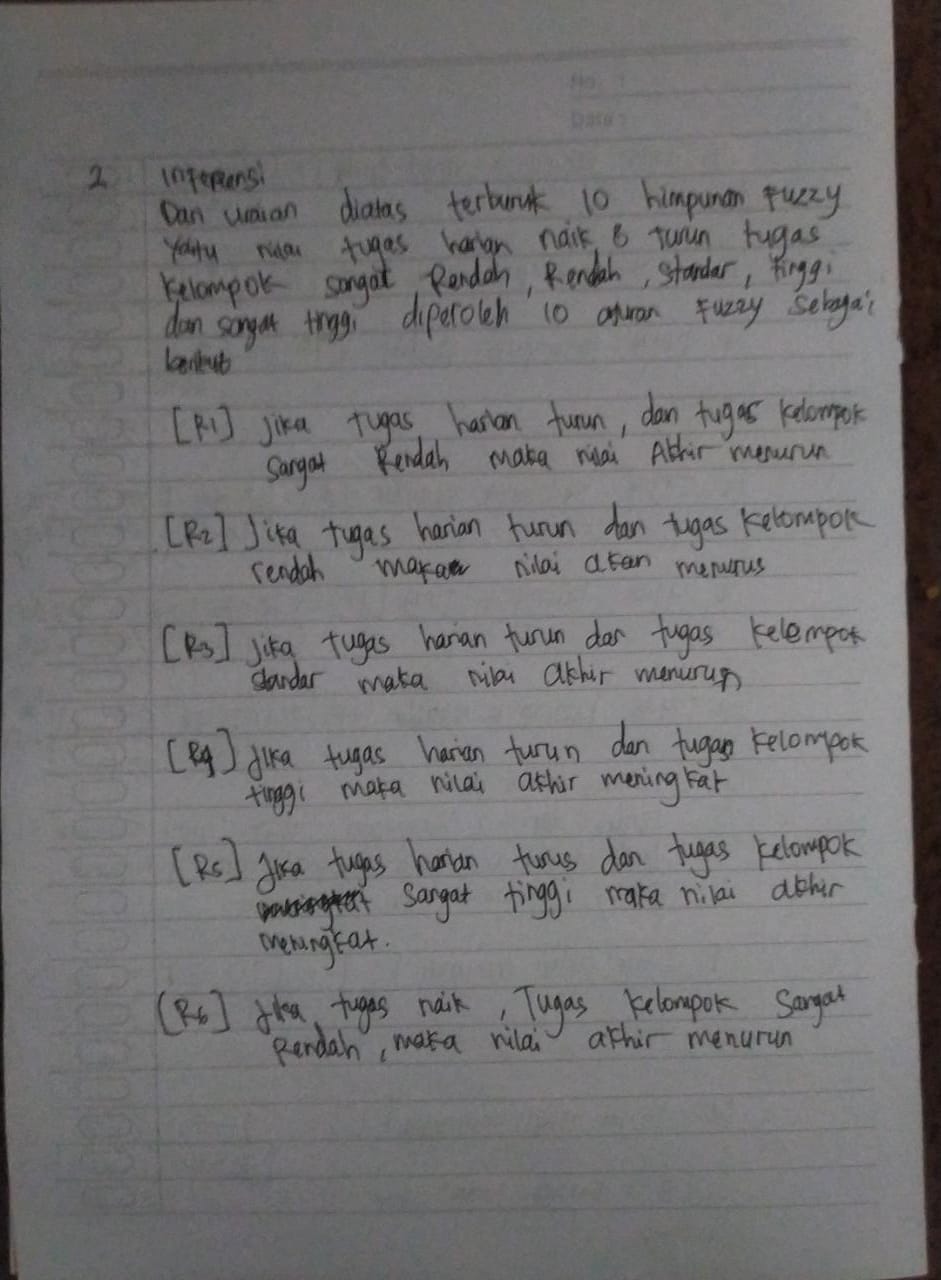 No :
Date :
2 Inferensi
Dari uraian diatas terbentuk 10 himpunan Fuzzy
Yaitu nilai tugas harian naik & turun tugas
Kelompok sangat Rendah, Rendah, standar, tinggi
dan sangat tinggi diperoleh 10 aturan Fuzzy Sebagai
berikut
[R1] Jika tugas harian turun, dan tugas kelompok
sangat Rendah maka nilai Akhir menurun
[R2] Jika tugas harian turun dan tugas Kelompok
rendah maka nilai akan menurus
[R3] Jika tugas harian turun dan tugas kelempok
standar maka nilai akhir menurun
[R4] Jika tugas harian turun dan tugas kelompok
tinggi maka nilai akhir meningkat
[R5] Jika tugas harian turus dan tugas kelompok
sangat tinggi maka nilai akhir
meningkat.
[R6] Jika tugas naik, Tugas kelompok Sangat
Rendah, maka nilai akhir menurun